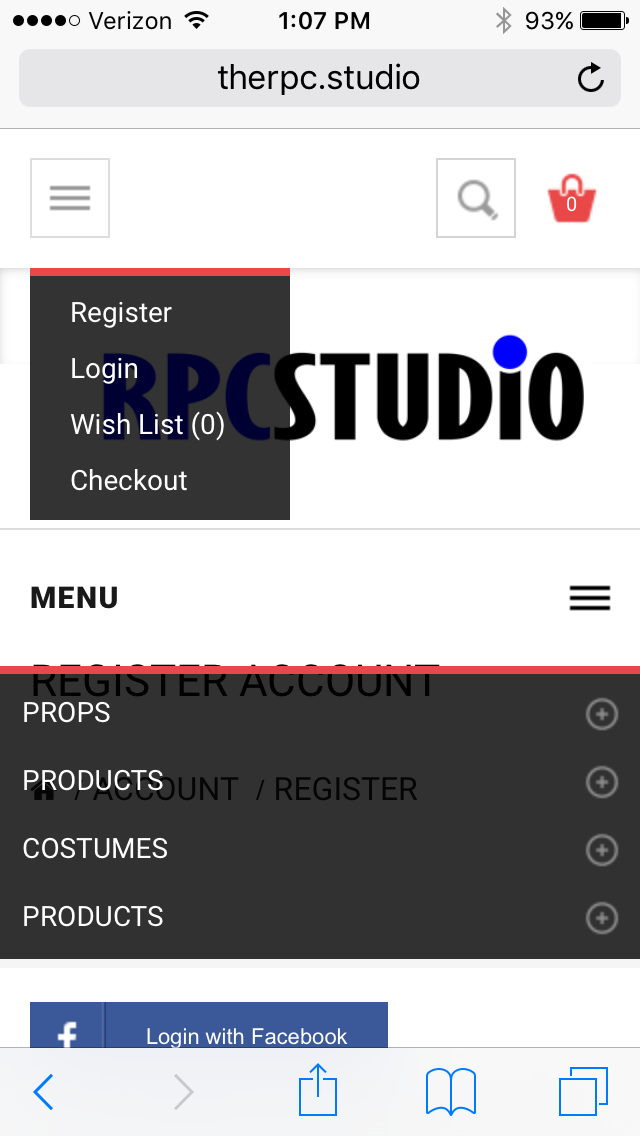 Verizon 1:07 PM 93%
therpc.studio
0
Register
Login
Wish List (0)
Checkout
RPCSTUDiO
MENU
REGISTER ACCOUNT
PROPS
PRODUCTS
/ ACCOUNT / REGISTER
COSTUMES
PRODUCTS
f Login with Facebook